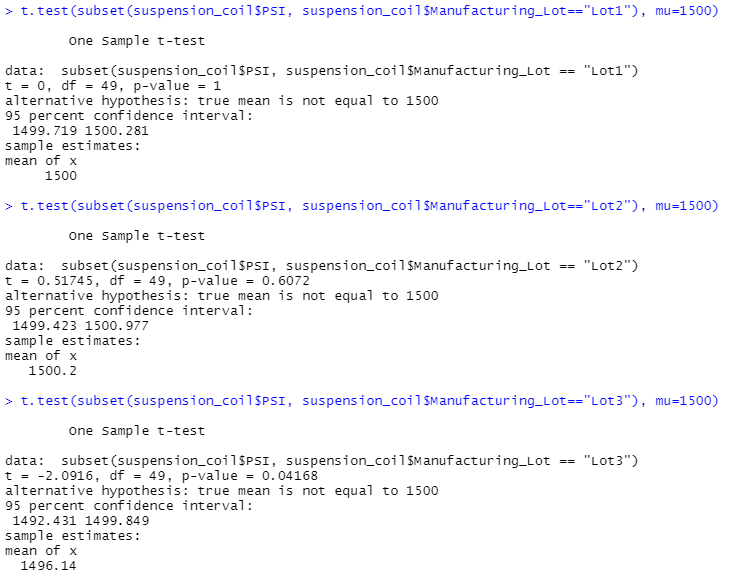 > t.test(subset(suspension_coil$PSI, suspension_coil$Manufacturing_Lot=="Lot1"), mu=1500)
One Sample t-test
data:  subset(suspension_coil$PSI, suspension_coil$Manufacturing_Lot == "Lot1")
t = 0, df = 49, p-value = 1
alternative hypothesis: true mean is not equal to 1500
95 percent confidence interval:
1499.719 1500.281
sample estimates:
mean of x
1500
> t.test(subset(suspension_coil$PSI, suspension_coil$Manufacturing_Lot=="Lot2"), mu=1500)
One Sample t-test
data:  subset(suspension_coil$PSI, suspension_coil$Manufacturing_Lot == "Lot2")
t = 0.51745, df = 49, p-value = 0.6072
alternative hypothesis: true mean is not equal to 1500
95 percent confidence interval:
1499.423 1500.977
sample estimates:
mean of x
1500.2
> t.test(subset(suspension_coil$PSI, suspension_coil$Manufacturing_Lot=="Lot3"), mu=1500)
One Sample t-test
data:  subset(suspension_coil$PSI, suspension_coil$Manufacturing_Lot == "Lot3")
t = -2.0916, df = 49, p-value = 0.04168
alternative hypothesis: true mean is not equal to 1500
95 percent confidence interval:
1492.431 1499.849
sample estimates:
mean of x
1496.14